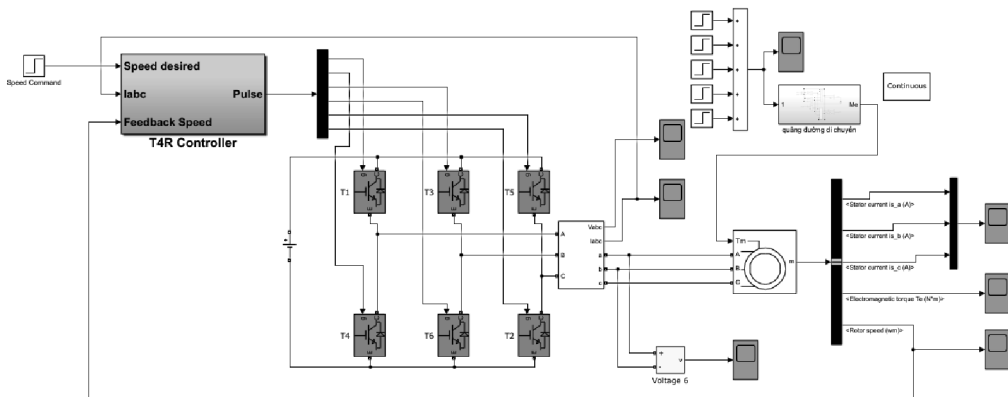 Speed Command
Speed desired
Iabc
Feedback Speed
Pulse
T4R Controller
Continuous
quãng đường di chuyển
1
Me
T1
T3
T5
T4
T6
T2
A
B
C
Vabc
Iabc
a
b
c
Tm
A
B
C
m
+
-
v
Voltage 6
<Stator current is_a (A)>
<Stator current is_b (A)>
<Stator current is_c (A)>
<Electromagnetic torque Te (N*m)>
<Rotor speed (wm)>